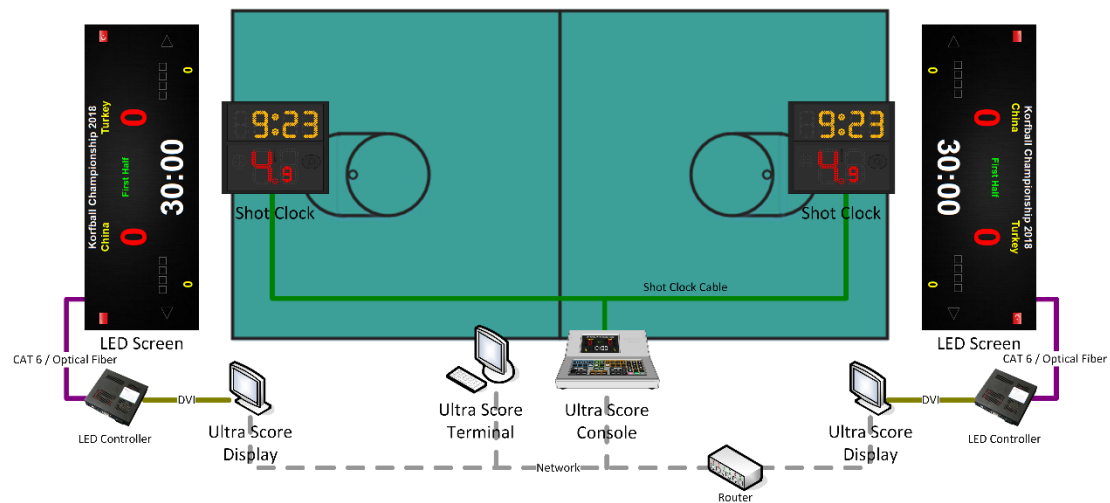 Korfball Championship 2018
Turkey
China
0
0
First Half
30:00
0
0
LED Screen
9:23
4.9
Shot Clock
9:23
4.9
Shot Clock
Shot Clock Cable
Korfball Championship 2018
China
Turkey
0
0
First Half
30:00
0
0
LED Screen
CAT 6 / Optical Fiber
CAT 6 / Optical Fiber
LED Controller
DVI
Ultra Score
Display
Ultra Score
Terminal
Ultra Score
Console
Ultra Score
Display
DVI
LED Controller
Network
Router